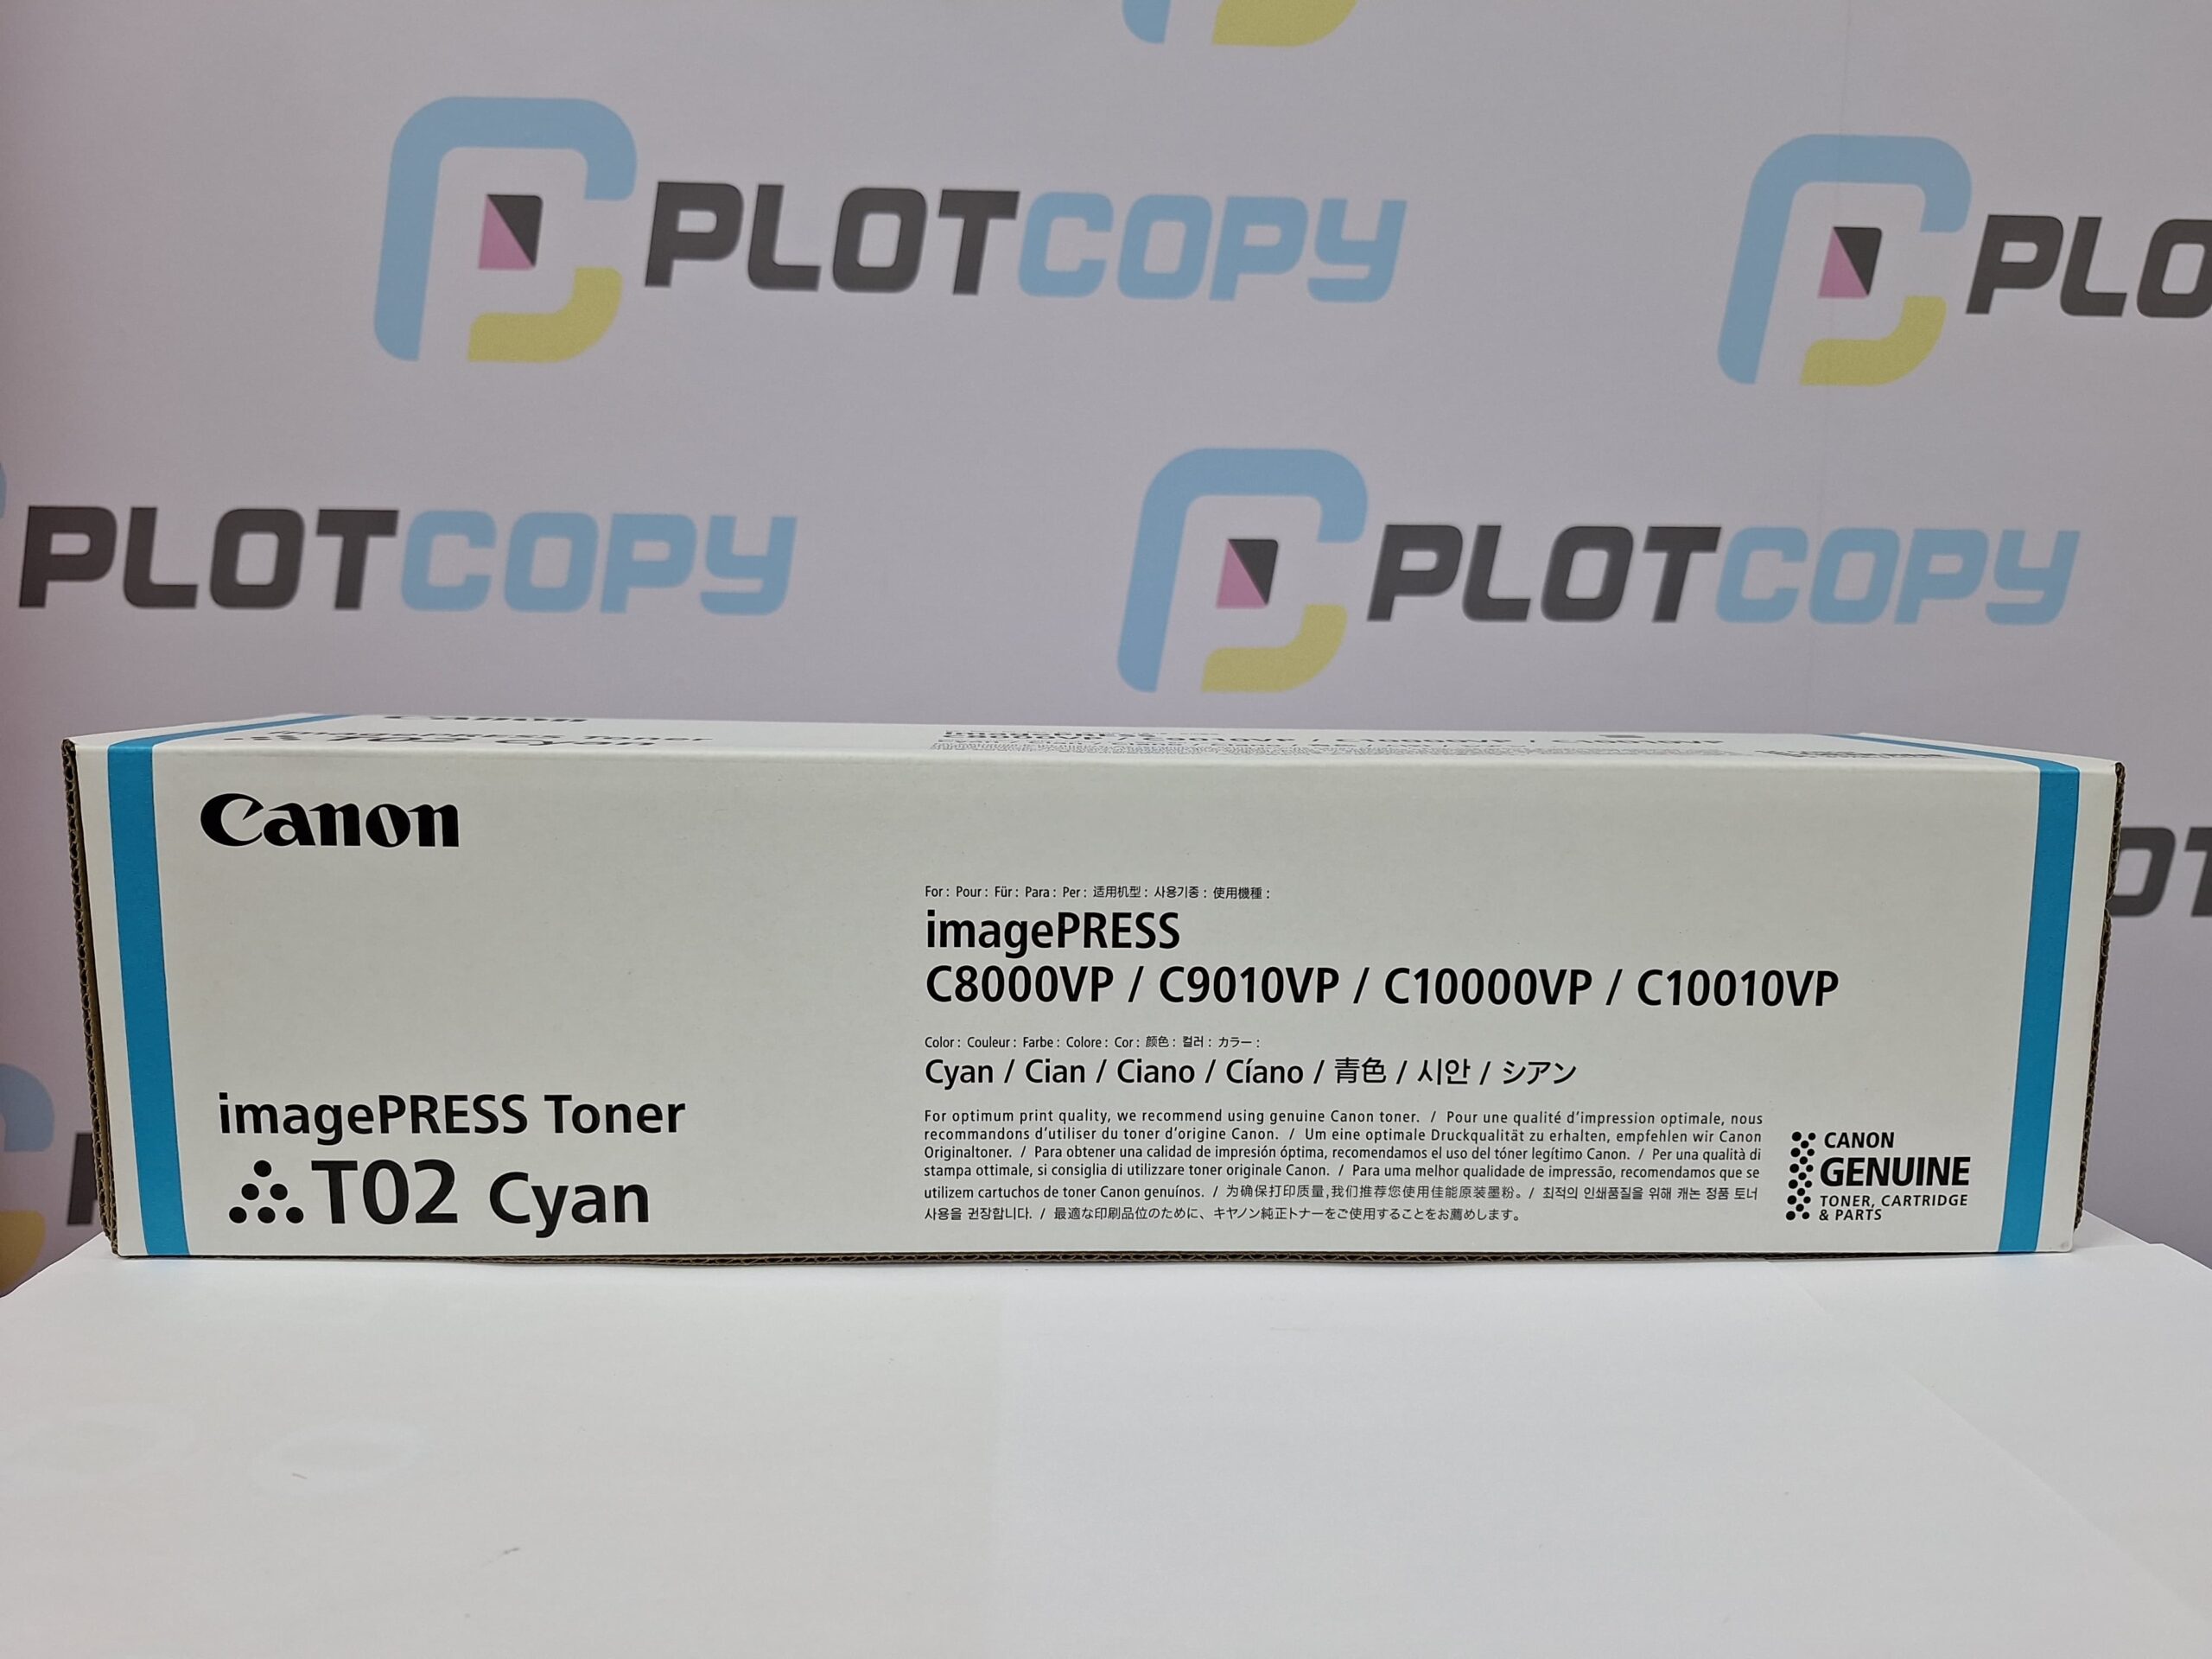 PLOTCOPY
PLO
PLOTCOPY
PLOTCOPY
Canon
imagePRESS Toner
T02 Cyan
Canon
For : Pour : Für : Para : Per : 适用机型 : 사용기종 : 使用機種 :
imagePRESS
C8000VP / C9010VP / C10000VP / C10010VP
Color : Couleur : Farbe : Colore : Cor : 颜色 : 컬러 : カラー :
Cyan / Cian / Ciano / Cíano / 青色 / 시안 / シアン
For optimum print quality, we recommend using genuine Canon toner. / Pour une qualité d'impression optimale, nous
recommandons d'utiliser du toner d'origine Canon. / Um eine optimale Druckqualität zu erhalten, empfehlen wir Canon
Originaltoner. / Para obtener una calidad de impresión óptima, recomendamos el uso del tóner legítimo Canon. / Per una qualità di
stampa ottimale, si consiglia di utilizzare toner originale Canon. / Para uma melhor qualidade de impressão, recomendamos que se
utilizem cartuchos de toner Canon genuínos. / 为确保打印质量,我们推荐您使用佳能原装墨粉。/ 최적의 인쇄품질을 위해 캐논 정품 토너
사용을 권장합니다. / 最適な印刷品位のために、キヤノン純正トナーをご使用することをお薦めします。
imagePRESS Toner
T02 Cyan
CANON
GENUINE
TONER, CARTRIDGE
& PARTS